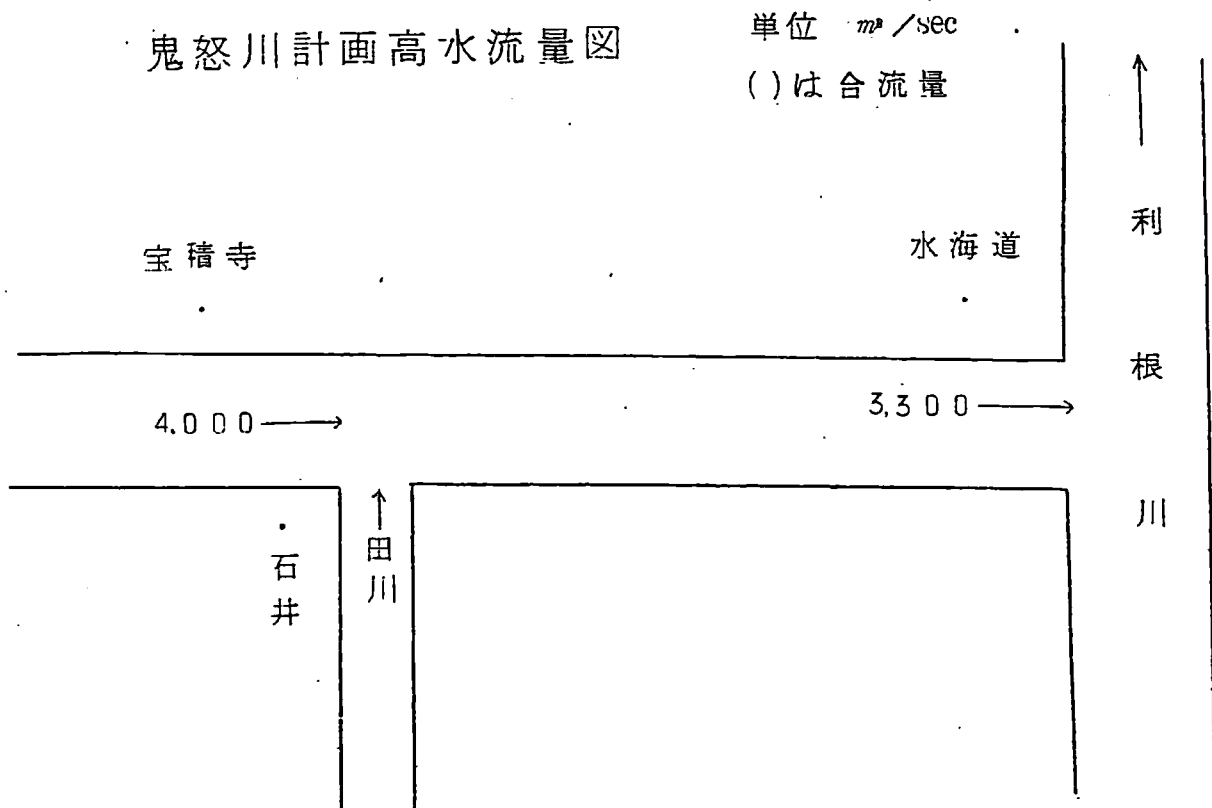 鬼怒川計画高水流量図
単位 m³/sec
( )は合流量
宝積寺
水海道
利根川
4,000
3,300
田川
石井